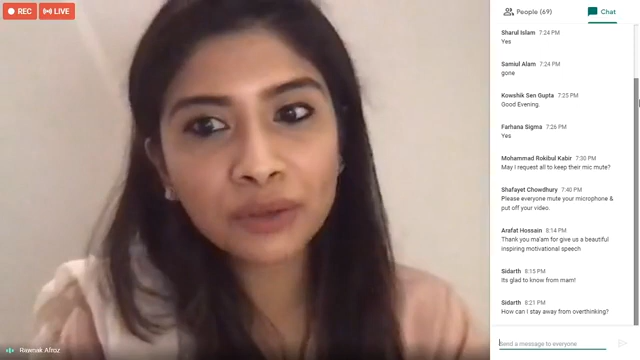 REC LIVE People (69) Chat
Sharul Islam 7:24 PM
Yes
Samiul Alam 7:24 PM
gone
Kowshik Sen Gupta 7:25 PM
Good Evening.
Farhana Sigma 7:26 PM
Yes
Mohammad Rokibul Kabir 7:30 PM
May I request all to keep their mic mute?
Shafayet Chowdhury 7:40 PM
Please everyone mute your microphone &
put off your video.
Arafat Hossain 8:14 PM
Thank you ma'am for give us a beautiful
inspiring motivational speech
Sidarth 8:15 PM
Its glad to know from mam!
Sidarth 8:21 PM
How can I stay away from overthinking?
Send a message to everyone
Rawnak Afroz